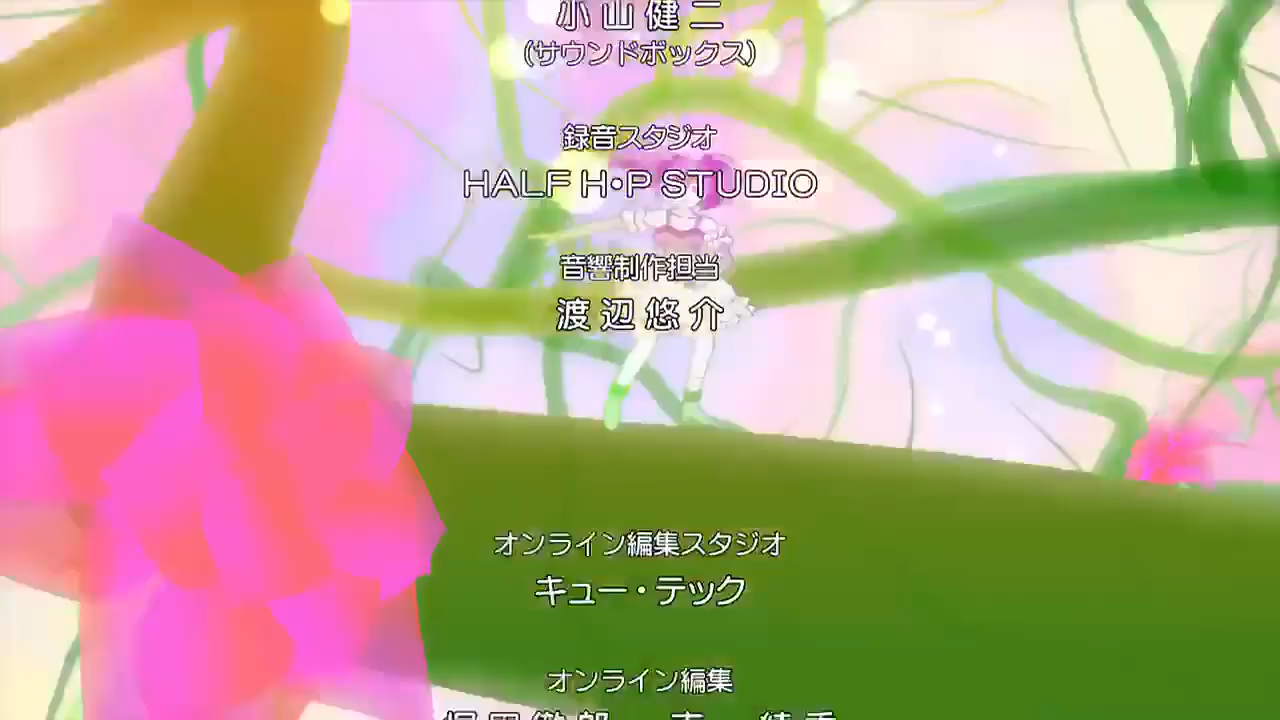 小山健二
(サウンドボックス)
録音スタジオ
HALF H・P STUDIO
音響制作担当
渡辺悠介
オンライン編集スタジオ
キュー・テック
オンライン編集